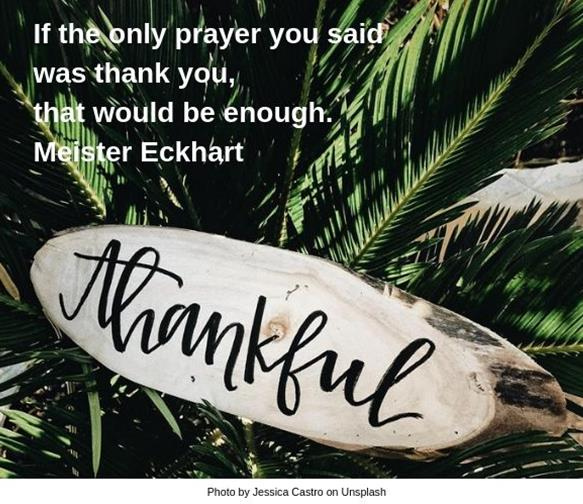 If the only prayer you said
was thank you,
that would be enough.
Meister Eckhart
thankful
Photo by Jessica Castro on Unsplash